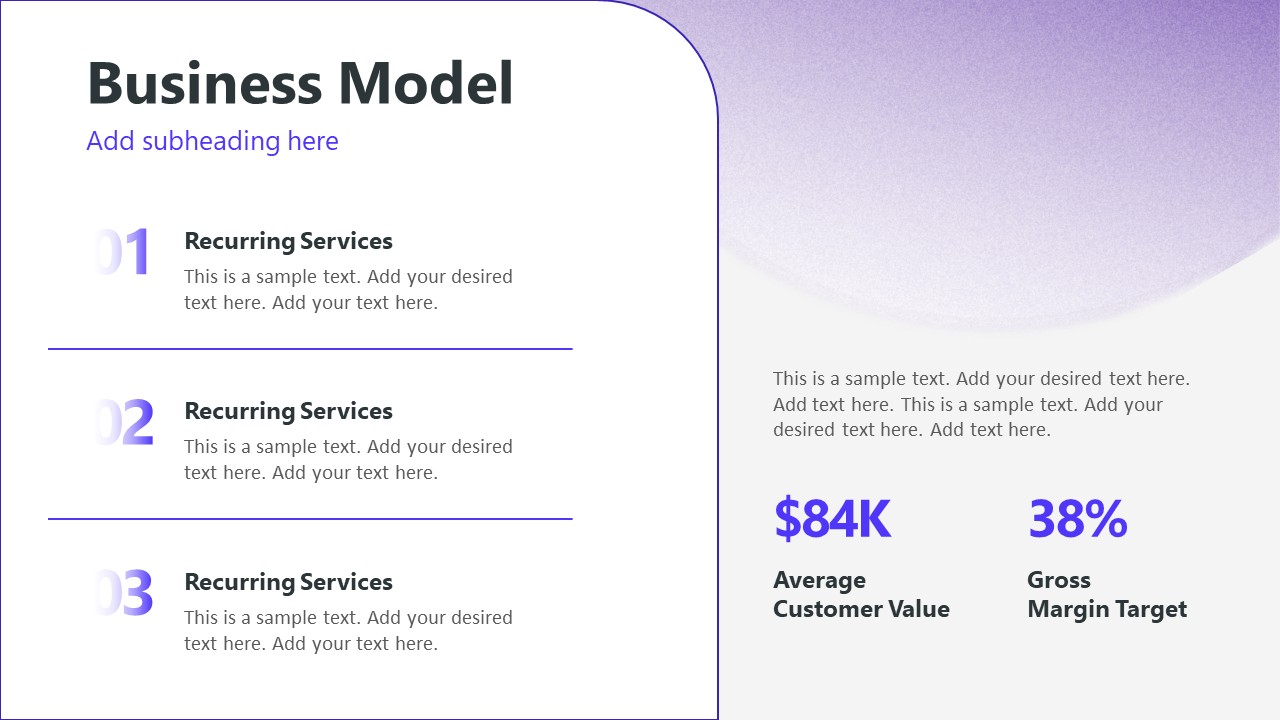 Business Model
Add subheading here
01
Recurring Services
This is a sample text. Add your desired
text here. Add your text here.
02
Recurring Services
This is a sample text. Add your desired
text here. Add your text here.
03
Recurring Services
This is a sample text. Add your desired
text here. Add your text here.
This is a sample text. Add your desired text here.
Add text here. This is a sample text. Add your
desired text here. Add text here.
$84K
Average
Customer Value
38%
Gross
Margin Target